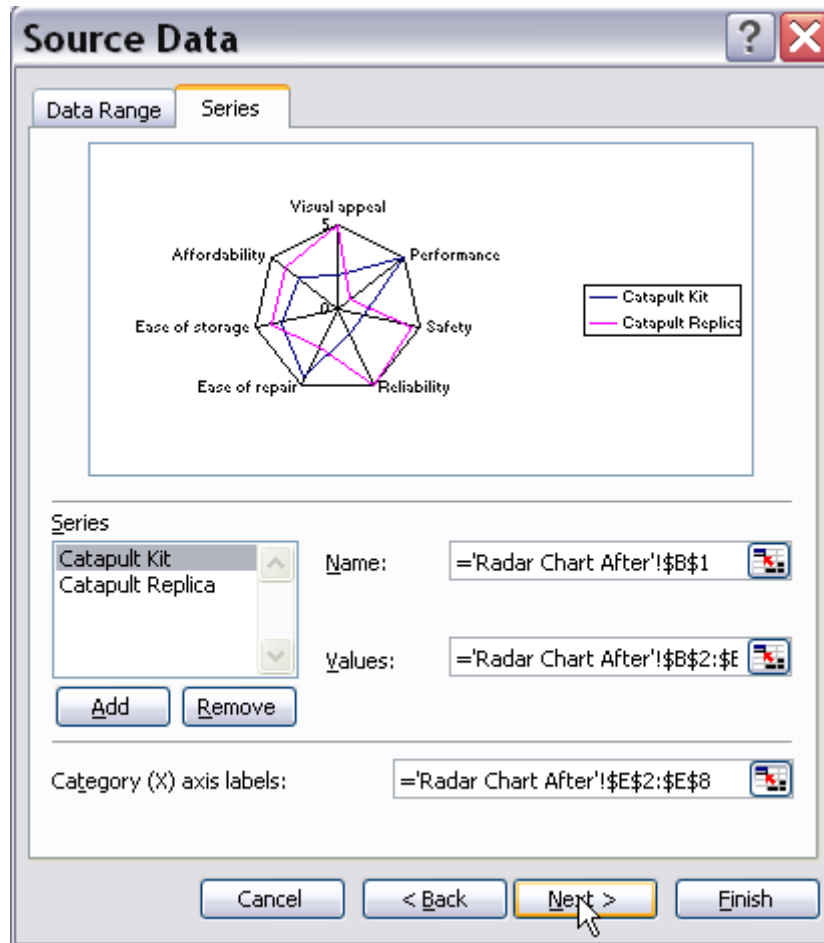 Source Data
Data Range
Series
Visual appeal
5
Affordability
Performance
0
Ease of storage
Safety
Ease of repair
Reliability
Catapult Kit
Catapult Replica
Series
Catapult Kit
Catapult Replica
Name:
='Radar Chart After'!$B$1
Values:
='Radar Chart After'!$B$2:$E
Add
Remove
Category (X) axis labels:
='Radar Chart After'!$E$2:$E$8
Cancel
< Back
Next >
Finish